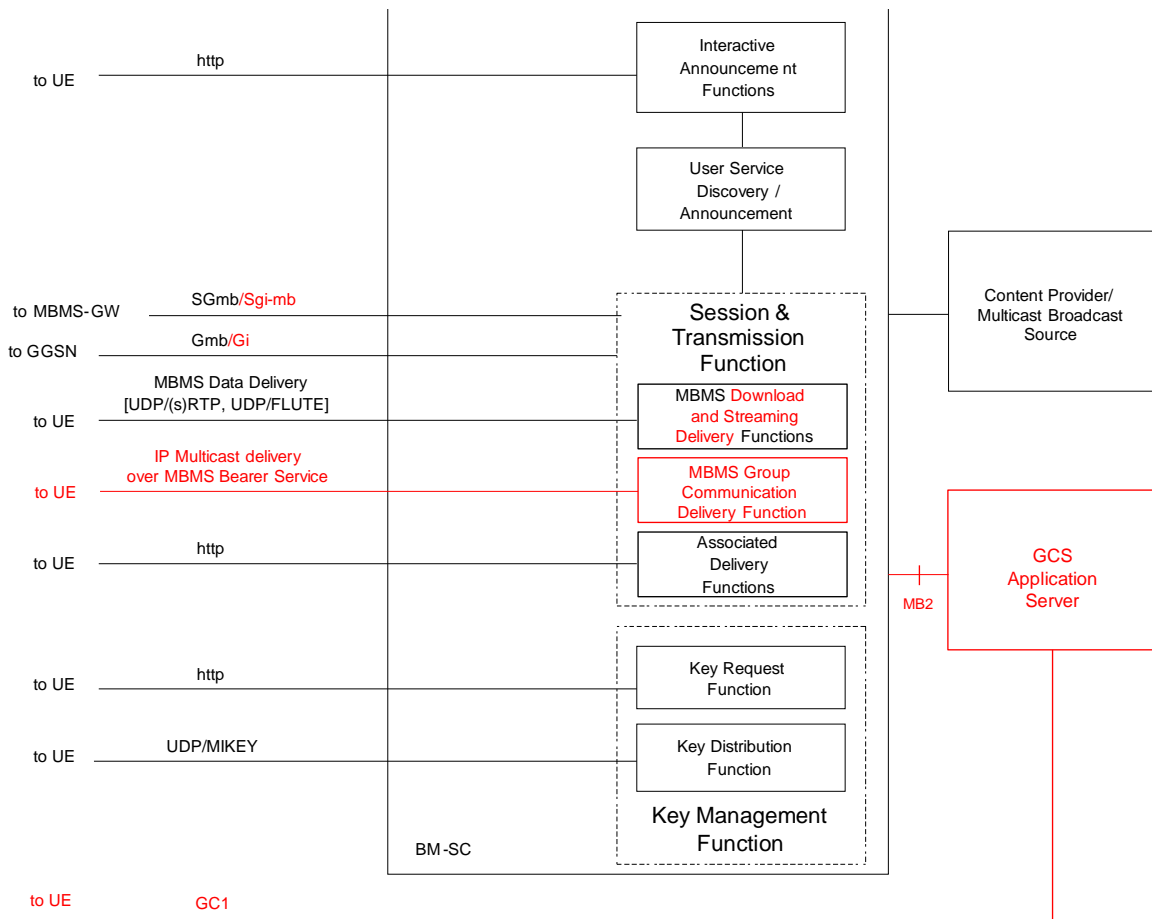 http
to UE
Interactive
Announceme nt
Functions
User Service
Discovery /
Announcement
Content Provider/
Multicast Broadcast
Source
SGmb/Sgi-mb
to MBMS-GW
Gmb/Gi
to GGSN
Session &
Transmission
Function
MBMS Data Delivery
[UDP/(s)RTP, UDP/FLUTE]
to UE
MBMS Download
and Streaming
Delivery Functions
IP Multicast delivery
over MBMS Bearer Service
to UE
MBMS Group
Communication
Delivery Function
http
to UE
Associated
Delivery
Functions
MB2
GCS
Application
Server
http
to UE
Key Request
Function
UDP/MIKEY
to UE
Key Distribution
Function
Key Management
Function
BM-SC
to UE GC1